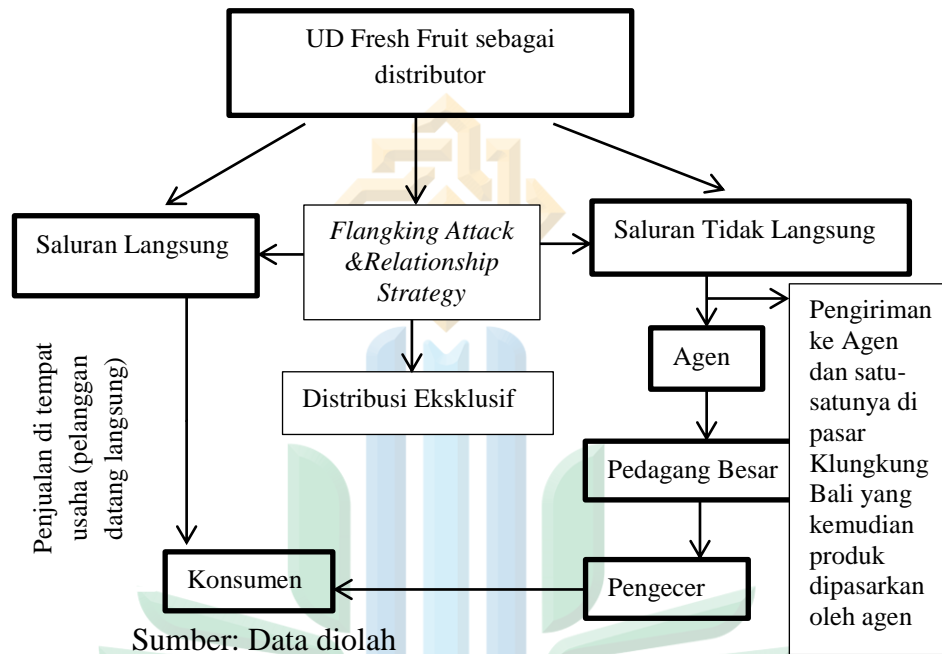 UD Fresh Fruit sebagai
distributor
Saluran Langsung
Flangking Attack
&Relationship
Strategy
Saluran Tidak Langsung
Penjualan di tempat
usaha (pelanggan
datang langsung)
Distribusi Eksklusif
Agen
Pengiriman
ke Agen
dan satu-
satunya di
pasar
Klungkung
Bali yang
kemudian
produk
dipasarkan
oleh agen
Pedagang Besar
Konsumen
Pengecer
Sumber: Data diolah